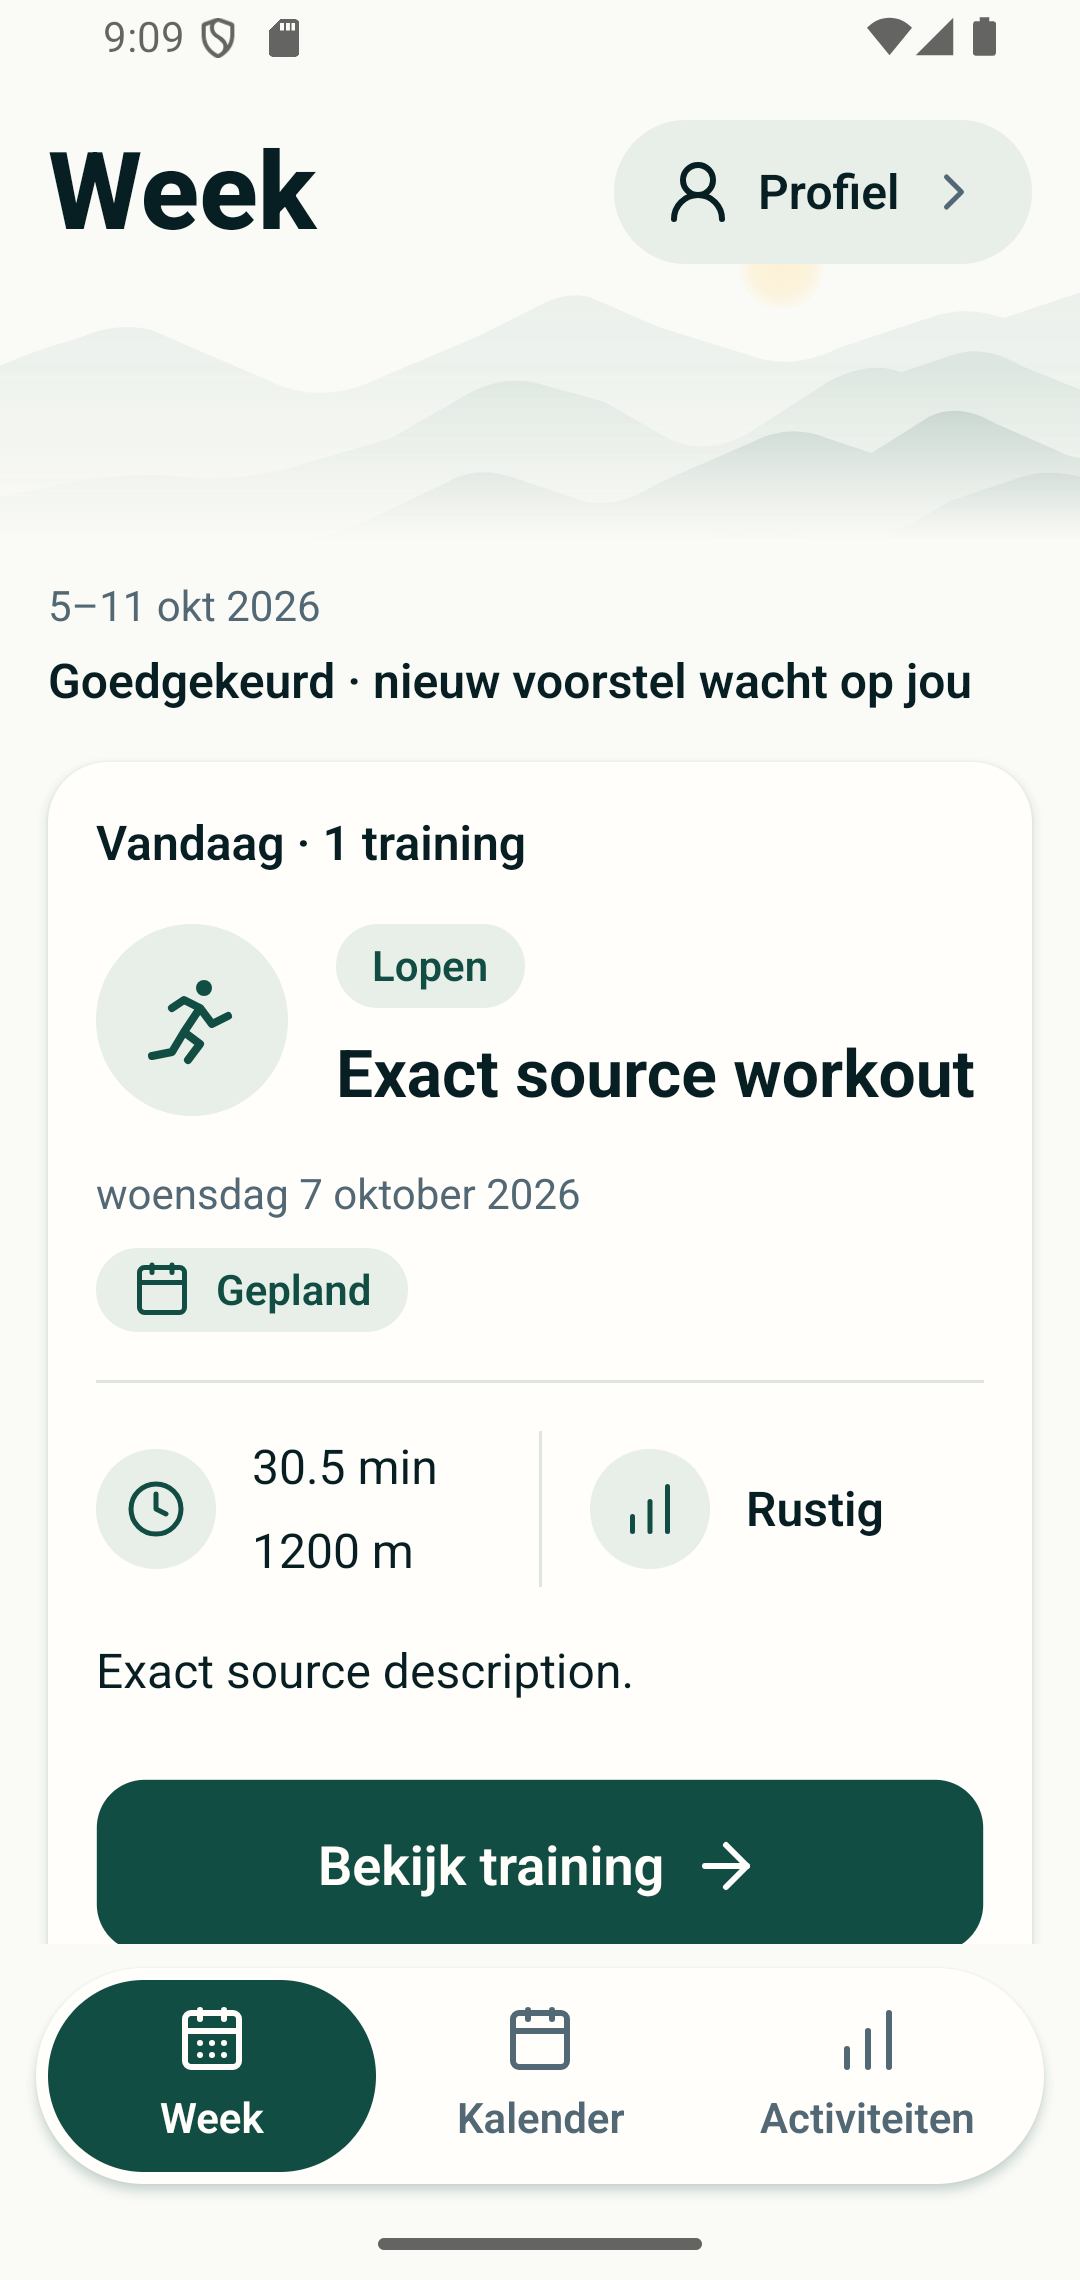 9:09
Week
Profiel
5–11 okt 2026
Goedgekeurd · nieuw voorstel wacht op jou
Vandaag · 1 training
Lopen
Exact source workout
woensdag 7 oktober 2026
Gepland
30.5 min
1200 m
Rustig
Exact source description.
Bekijk training
Week
Kalender
Activiteiten